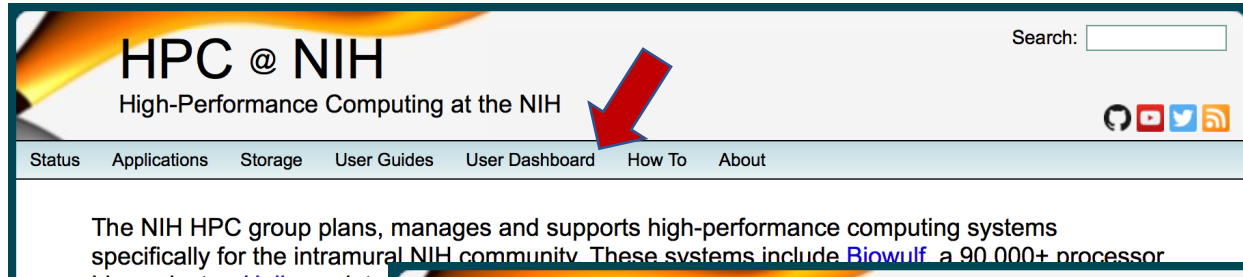 HPC @ NIH
High-Performance Computing at the NIH
Search:
Status Applications Storage User Guides User Dashboard How To About
The NIH HPC group plans, manages and supports high-performance computing systems
specifically for the intramural NIH community. These systems include Biowulf, a 90,000+ processor